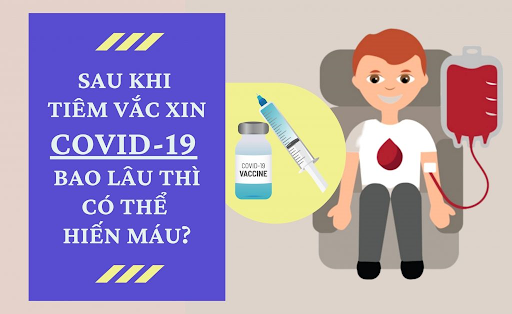 SAU KHI
TIÊM VẮC XIN
COVID-19
BAO LÂU THÌ
CÓ THỂ
HIẾN MÁU?
COVID-19
VACCINE